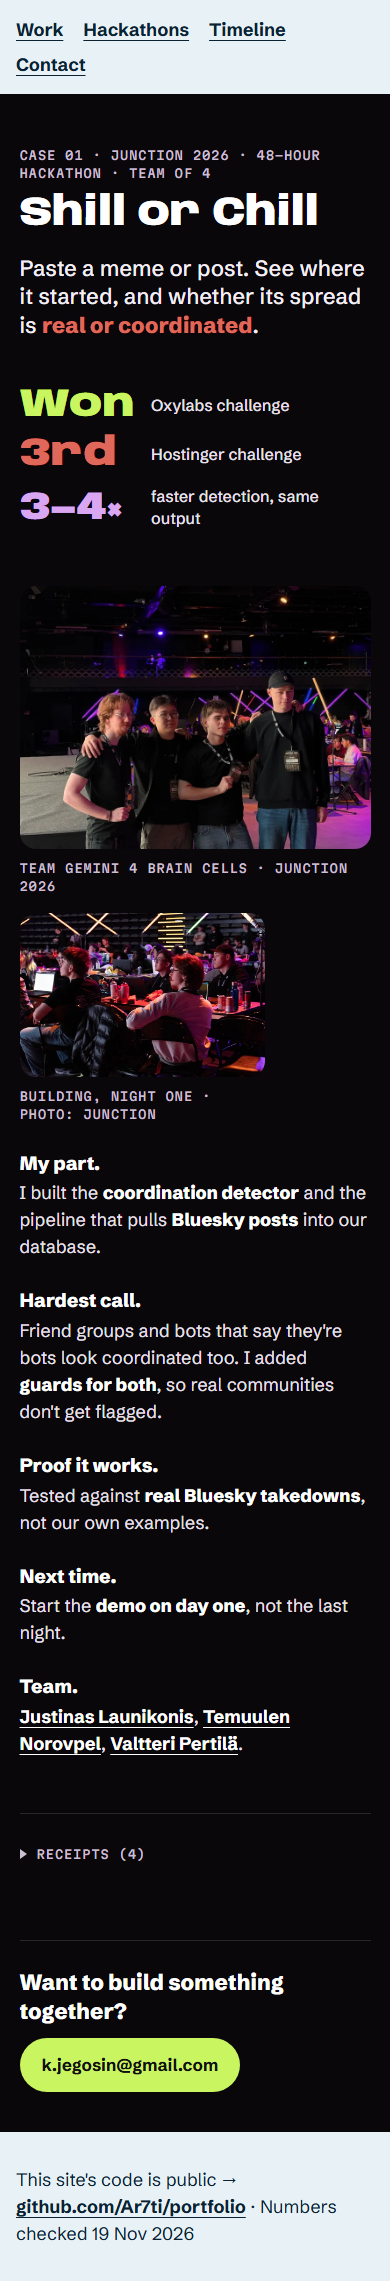 Work Hackathons Timeline
Contact
CASE 01 · JUNCTION 2026 · 48-HOUR
HACKATHON · TEAM OF 4
Shill or Chill
Paste a meme or post. See where
it started, and whether its spread
is real or coordinated.
Won Oxylabs challenge
3rd Hostinger challenge
3–4× faster detection, same
output
TEAM GEMINI 4 BRAIN CELLS · JUNCTION
2026
BUILDING, NIGHT ONE ·
PHOTO: JUNCTION
My part.
I built the coordination detector and the
pipeline that pulls Bluesky posts into our
database.
Hardest call.
Friend groups and bots that say they're
bots look coordinated too. I added
guards for both, so real communities
don't get flagged.
Proof it works.
Tested against real Bluesky takedowns,
not our own examples.
Next time.
Start the demo on day one, not the last
night.
Team.
Justinas Launikonis, Temuulen
Norovpel, Valtteri Pertilä.
▶ RECEIPTS (4)
Want to build something
together?
k.jegosin@gmail.com
This site's code is public →
github.com/Ar7ti/portfolio · Numbers
checked 19 Nov 2026